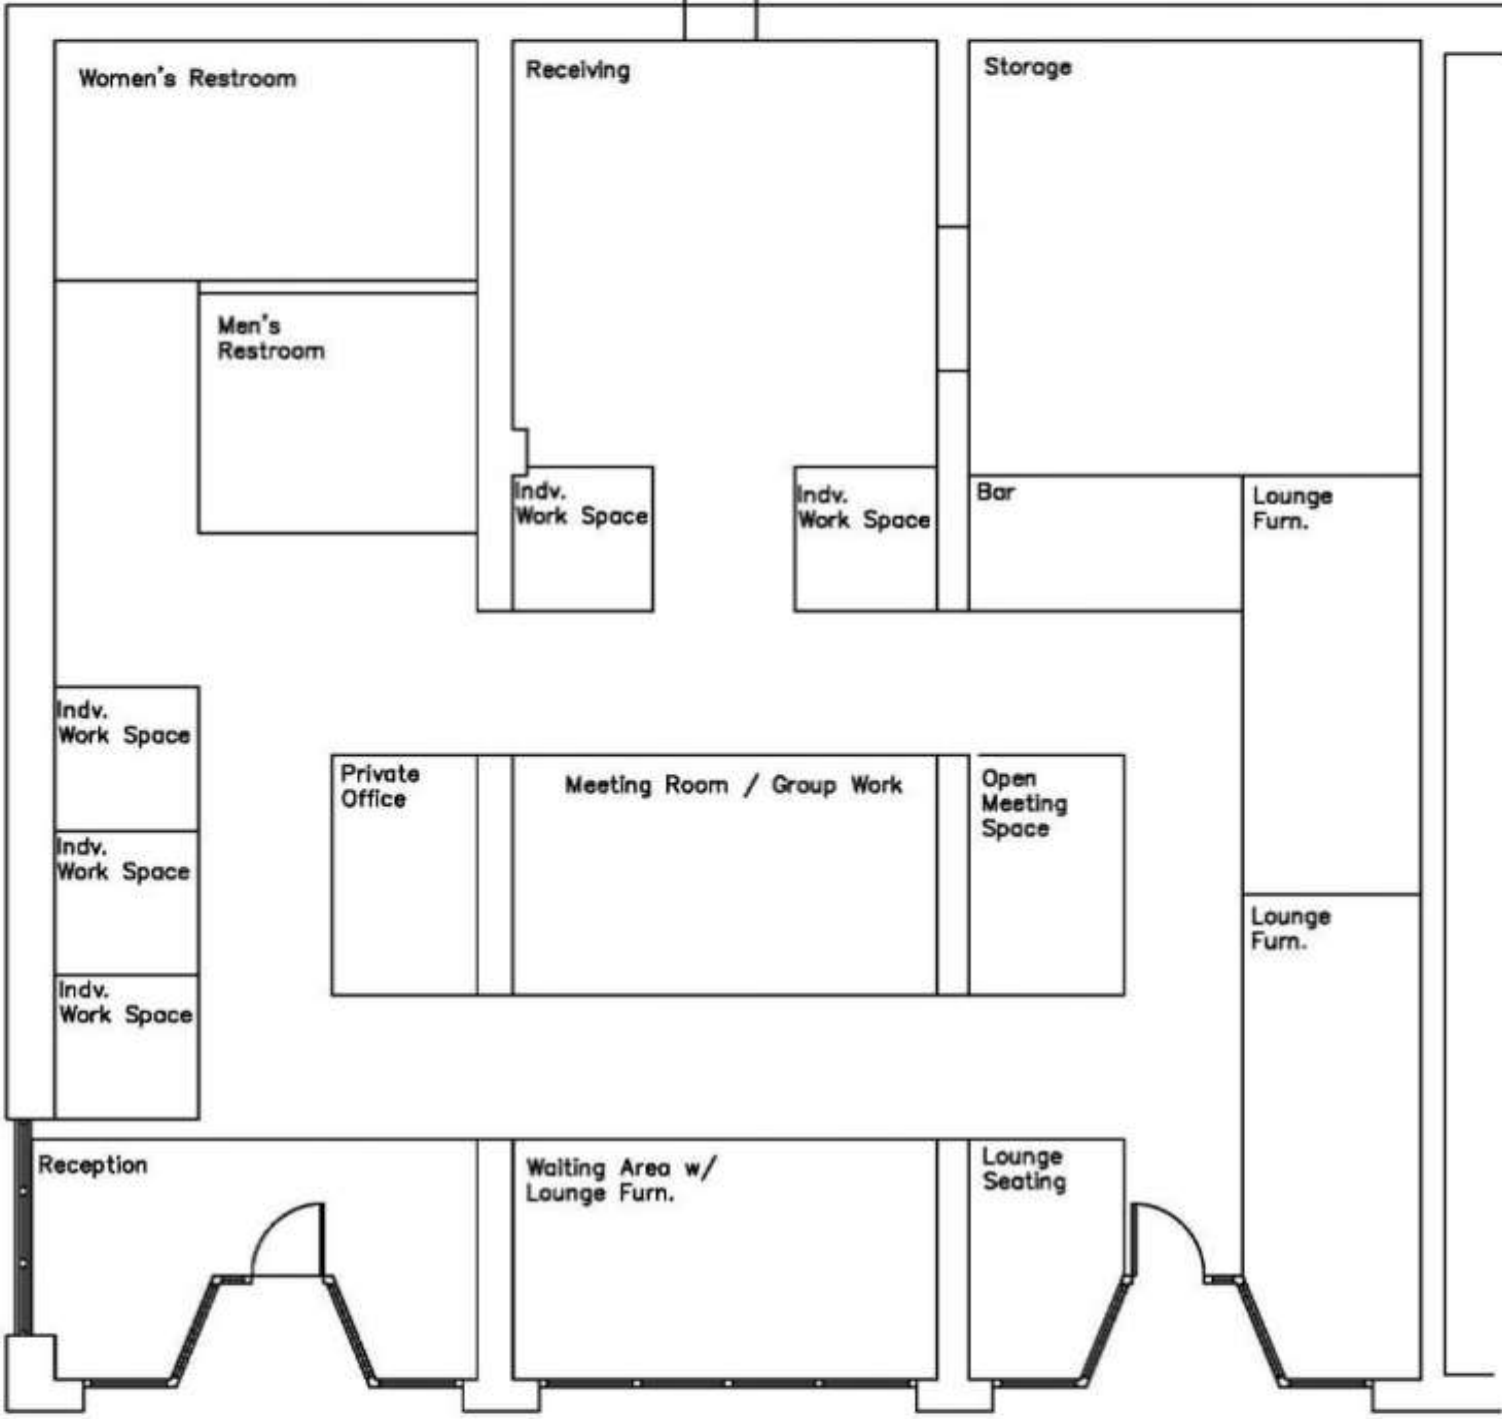 Women's Restroom
Receiving
Storage
Men's
Restroom
Indv.
Work Space
Indv.
Work Space
Bar
Lounge
Furn.
Indv.
Work Space
Private
Office
Meeting Room / Group Work
Open
Meeting
Space
Indv.
Work Space
Lounge
Furn.
Indv.
Work Space
Reception
Waiting Area w/
Lounge Furn.
Lounge
Seating